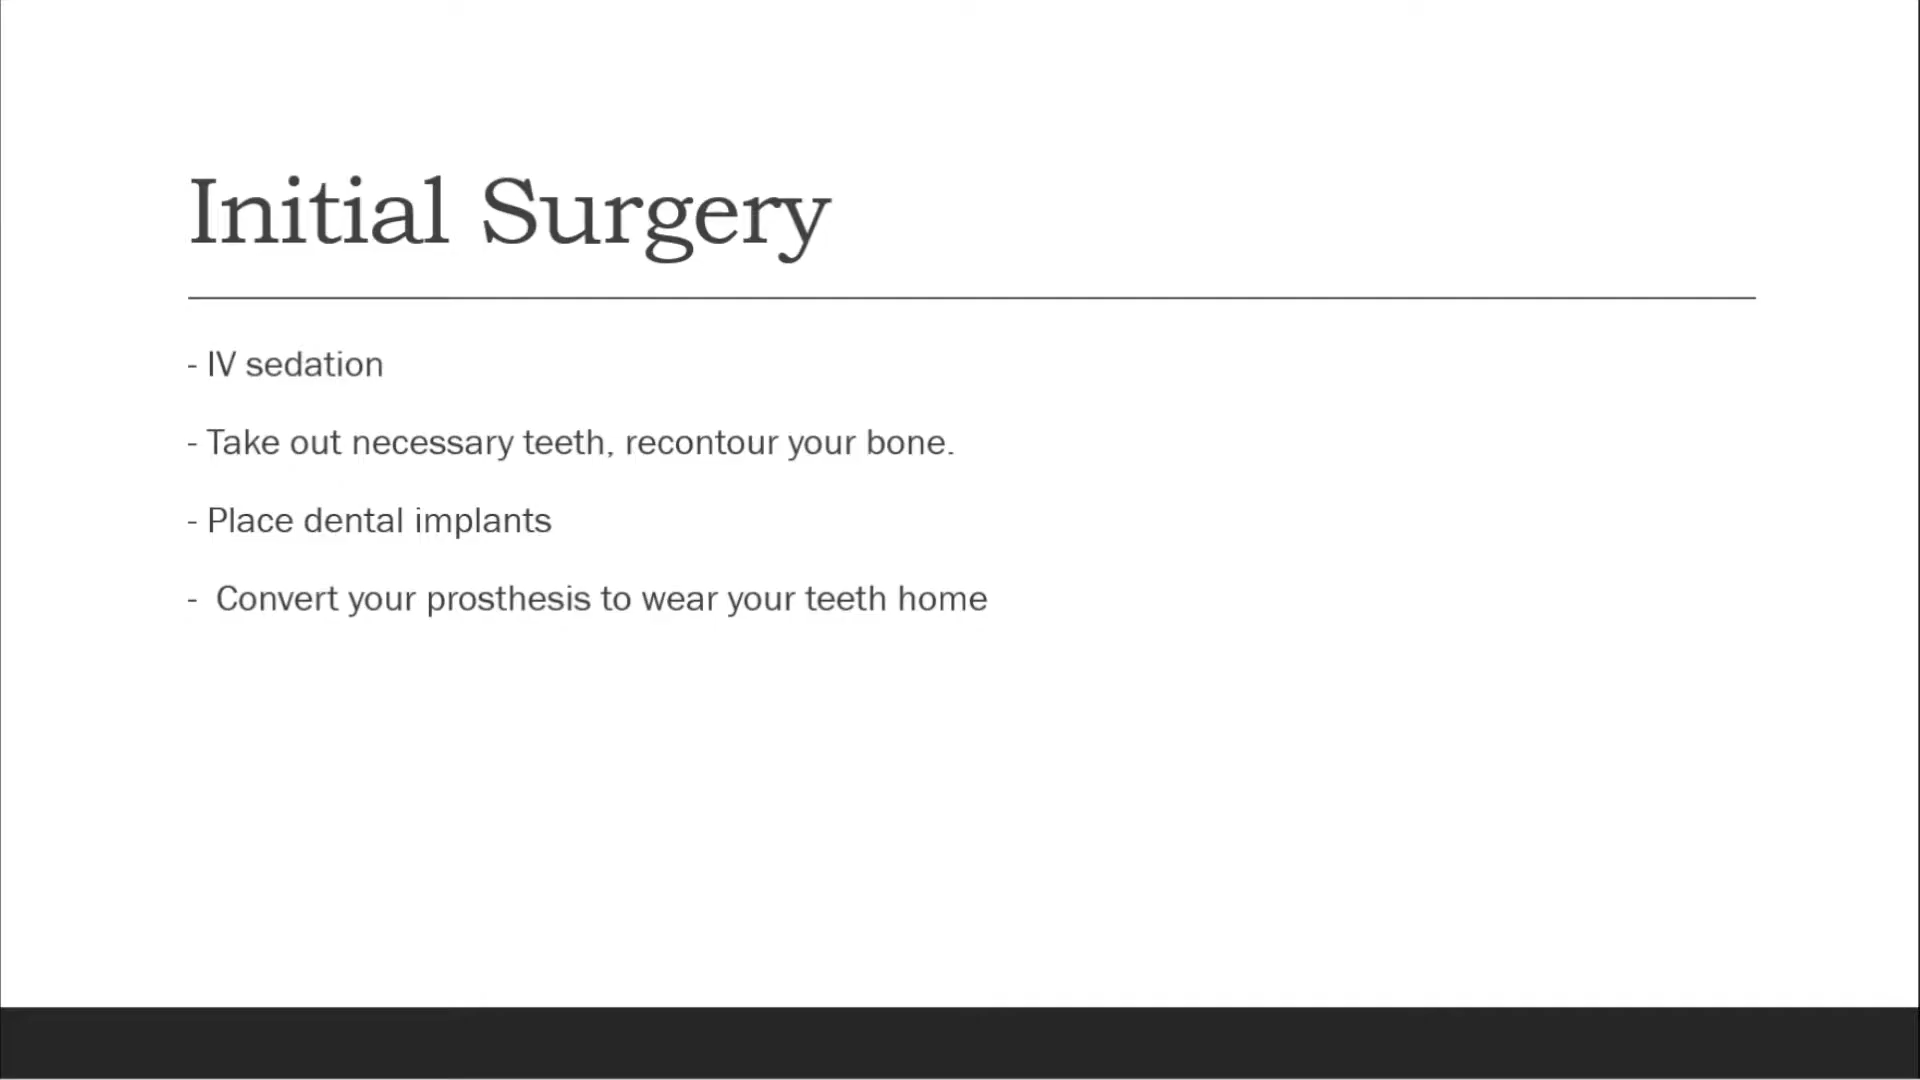 Initial Surgery
- IV sedation
- Take out necessary teeth, recontour your bone.
- Place dental implants
-  Convert your prosthesis to wear your teeth home